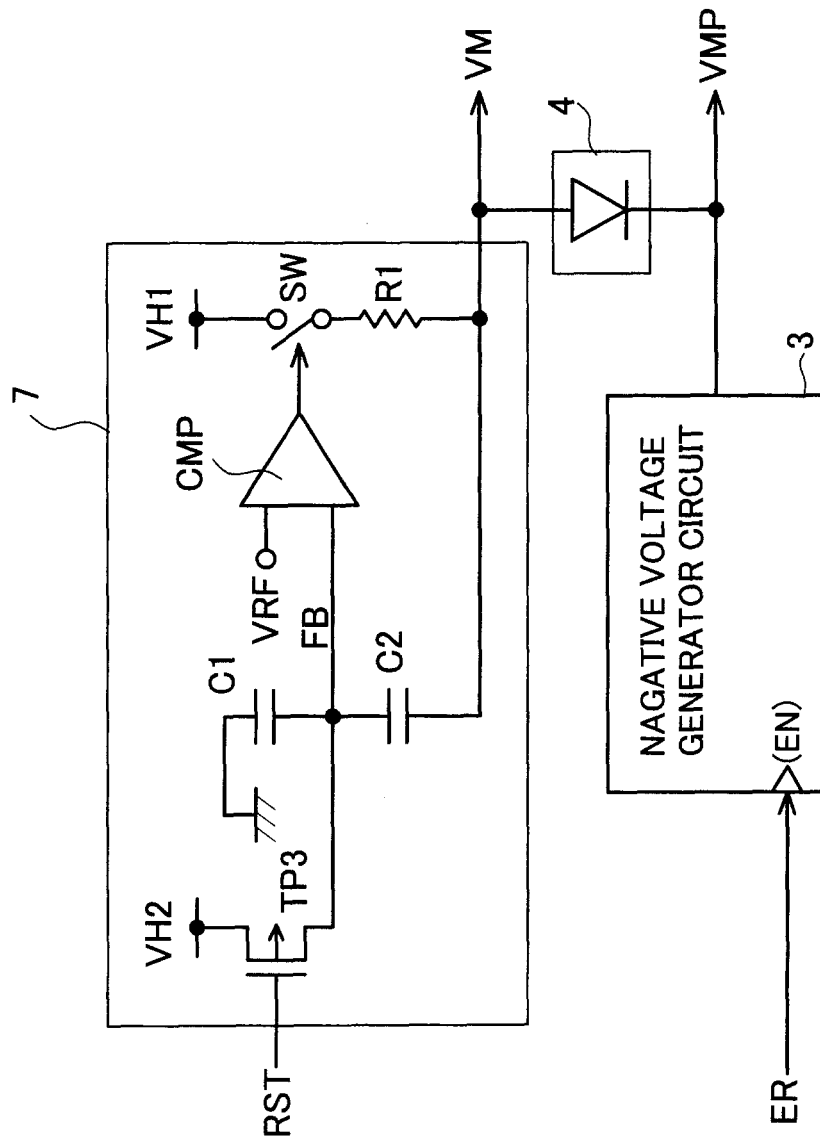 7
VH1
SW
R1
CMP
VRF
FB
C1
C2
VH2
TP3
RST
VM
4
VMP
3
NAGATIVE VOLTAGE
GENERATOR CIRCUIT
(EN)
ER